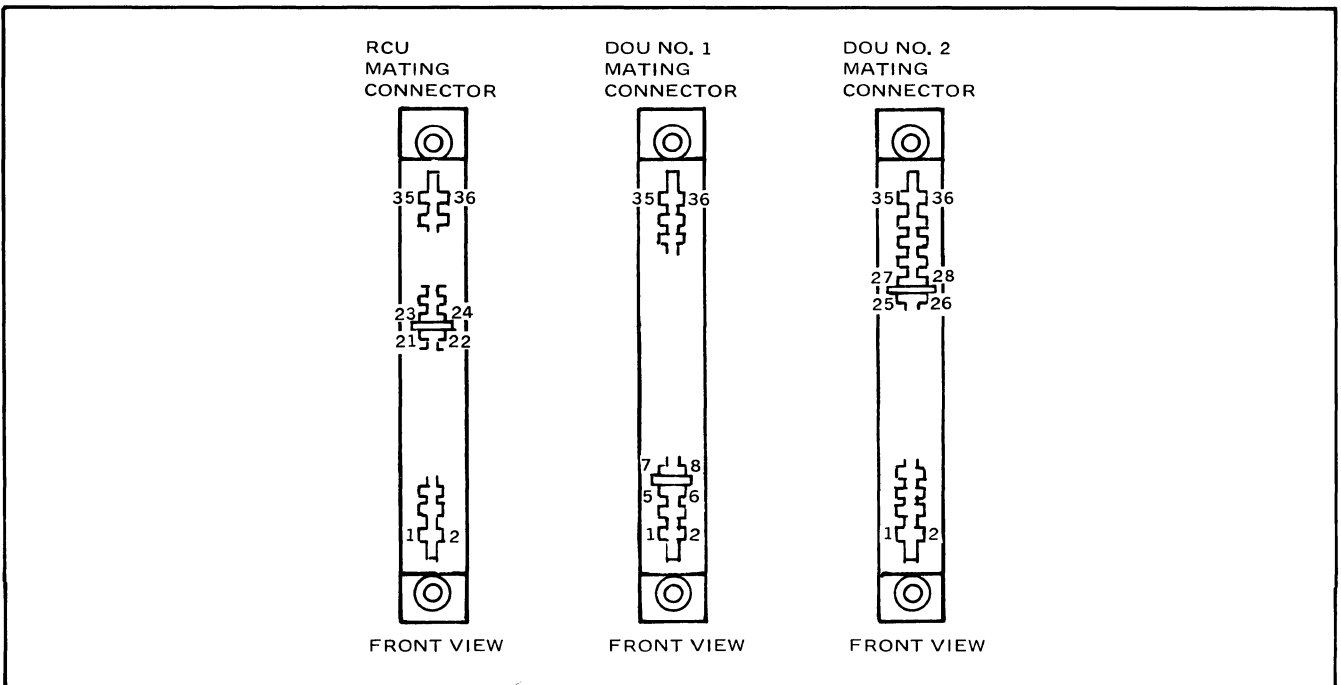 RCU
MATING
CONNECTOR
35 36
23 24
21 22
1 2
FRONT VIEW
DOU NO. 1
MATING
CONNECTOR
35 36
7 8
5 6
1 2
FRONT VIEW
DOU NO. 2
MATING
CONNECTOR
35 36
27 28
25 26
1 2
FRONT VIEW